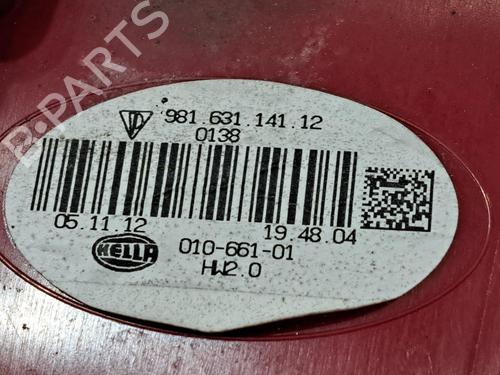 B-PARTS
981.631.141.12
0138
05.11.12 19.48.04
HELLA 010-661-01
HW2.0